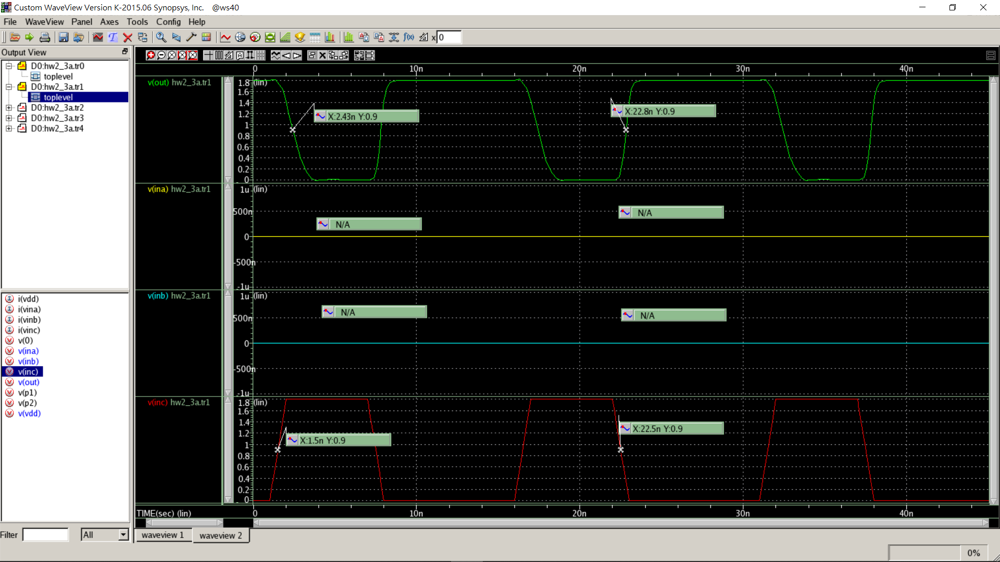 Custom WaveView Version K-2015.06 Synopsys, Inc.    @ws40
File WaveView Panel Axes Tools Config Help
x 0
Output View
D0:hw2_3a.tr0
toplevel
D0:hw2_3a.tr1
toplevel
D0:hw2_3a.tr2
D0:hw2_3a.tr3
D0:hw2_3a.tr4
i(vdd)
i(vina)
i(vinb)
i(vinc)
v(0)
v(ina)
v(inb)
v(inc)
v(out)
v(p1)
v(p2)
v(vdd)
Filter All
0 10n 20n 30n 40n
v(out) hw2_3a.tr1
1.8 (lin)
1.6
1.4
1.2
1
0.8
0.6
0.4
0.2
0
X:2.43n Y:0.9
X:22.8n Y:0.9
v(ina) hw2_3a.tr1
1u (lin)
500n
0
-500n
-1u
N/A
N/A
v(inb) hw2_3a.tr1
1u (lin)
500n
0
-500n
-1u
N/A
N/A
v(inc) hw2_3a.tr1
1.8 (lin)
1.6
1.4
1.2
1
0.8
0.6
0.4
0.2
0
X:1.5n Y:0.9
X:22.5n Y:0.9
TIME(sec) (lin) 0 10n 20n 30n 40n
waveview 1 waveview 2
0%